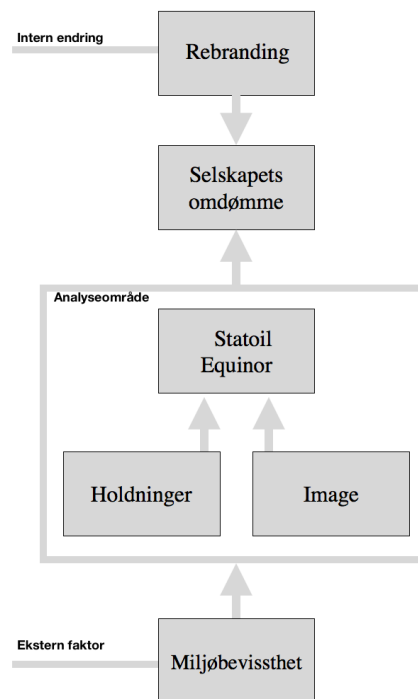 Intern endring
Rebranding
Selskapets
omdømme
Analyseområde
Statoil
Equinor
Holdninger
Image
Ekstern faktor
Miljøbevissthet